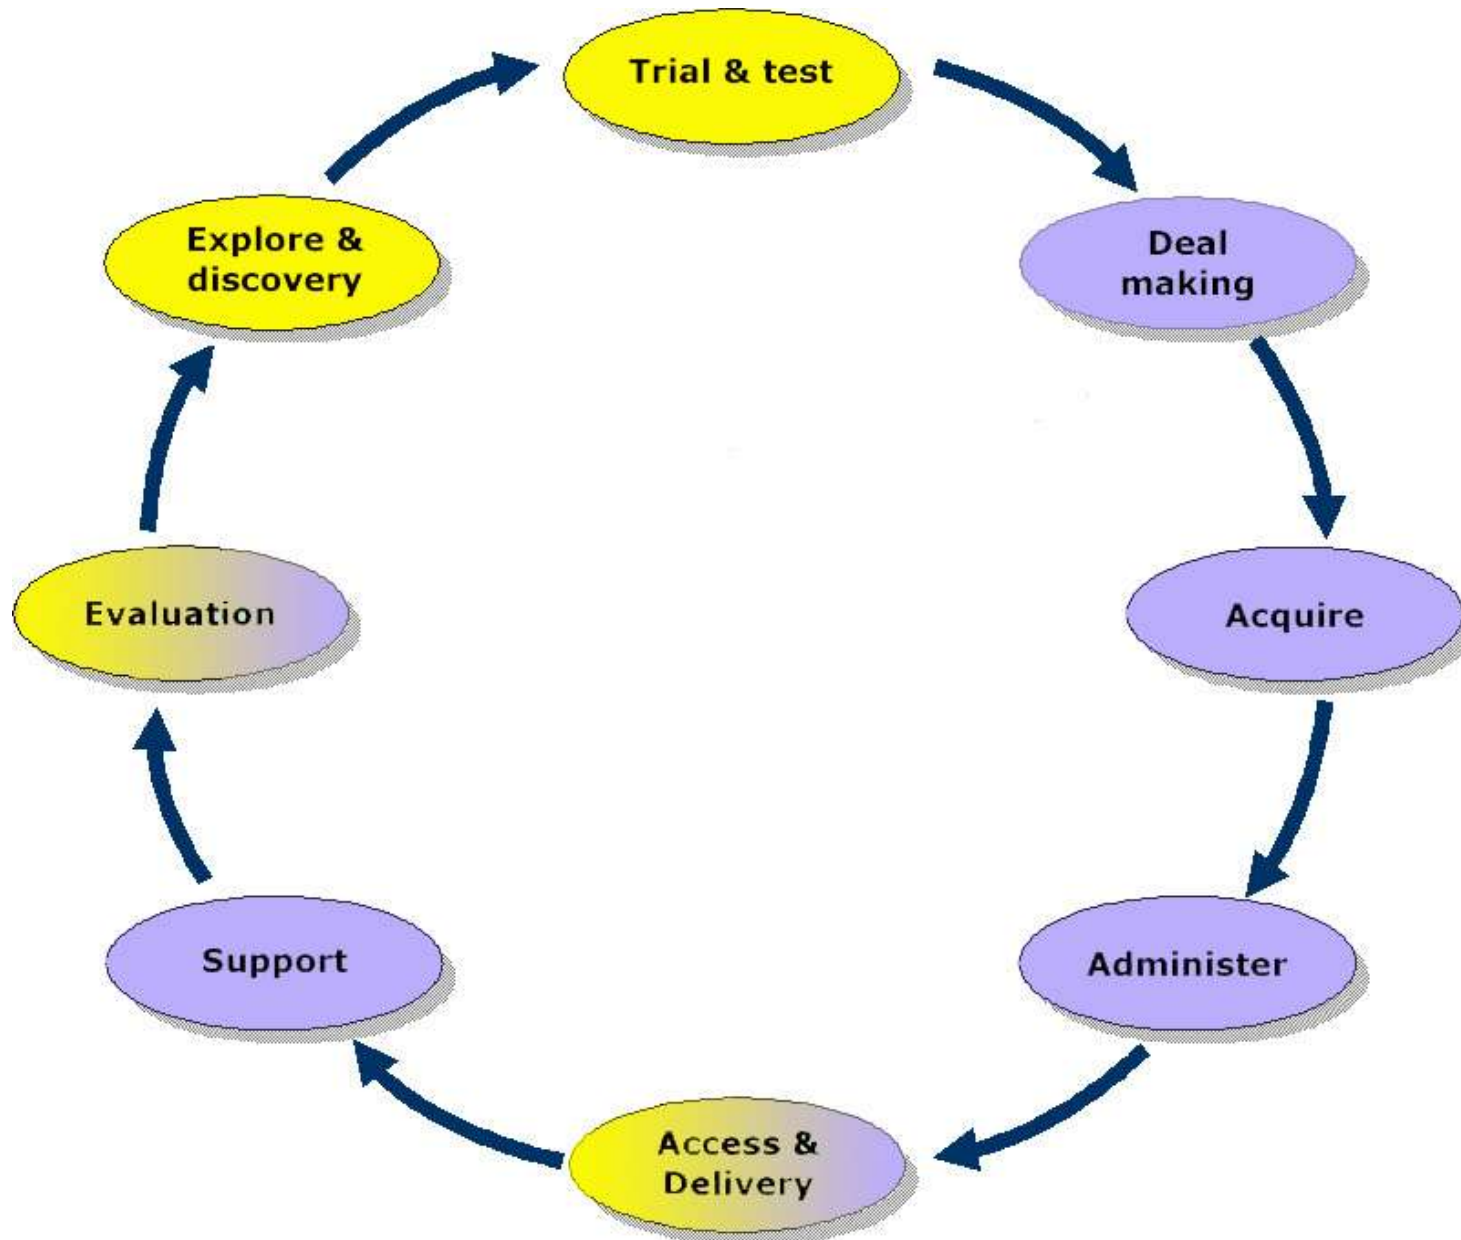 Trial & test
Explore &
discovery
Deal
making
Evaluation
Acquire
Support
Administer
Access &
Delivery